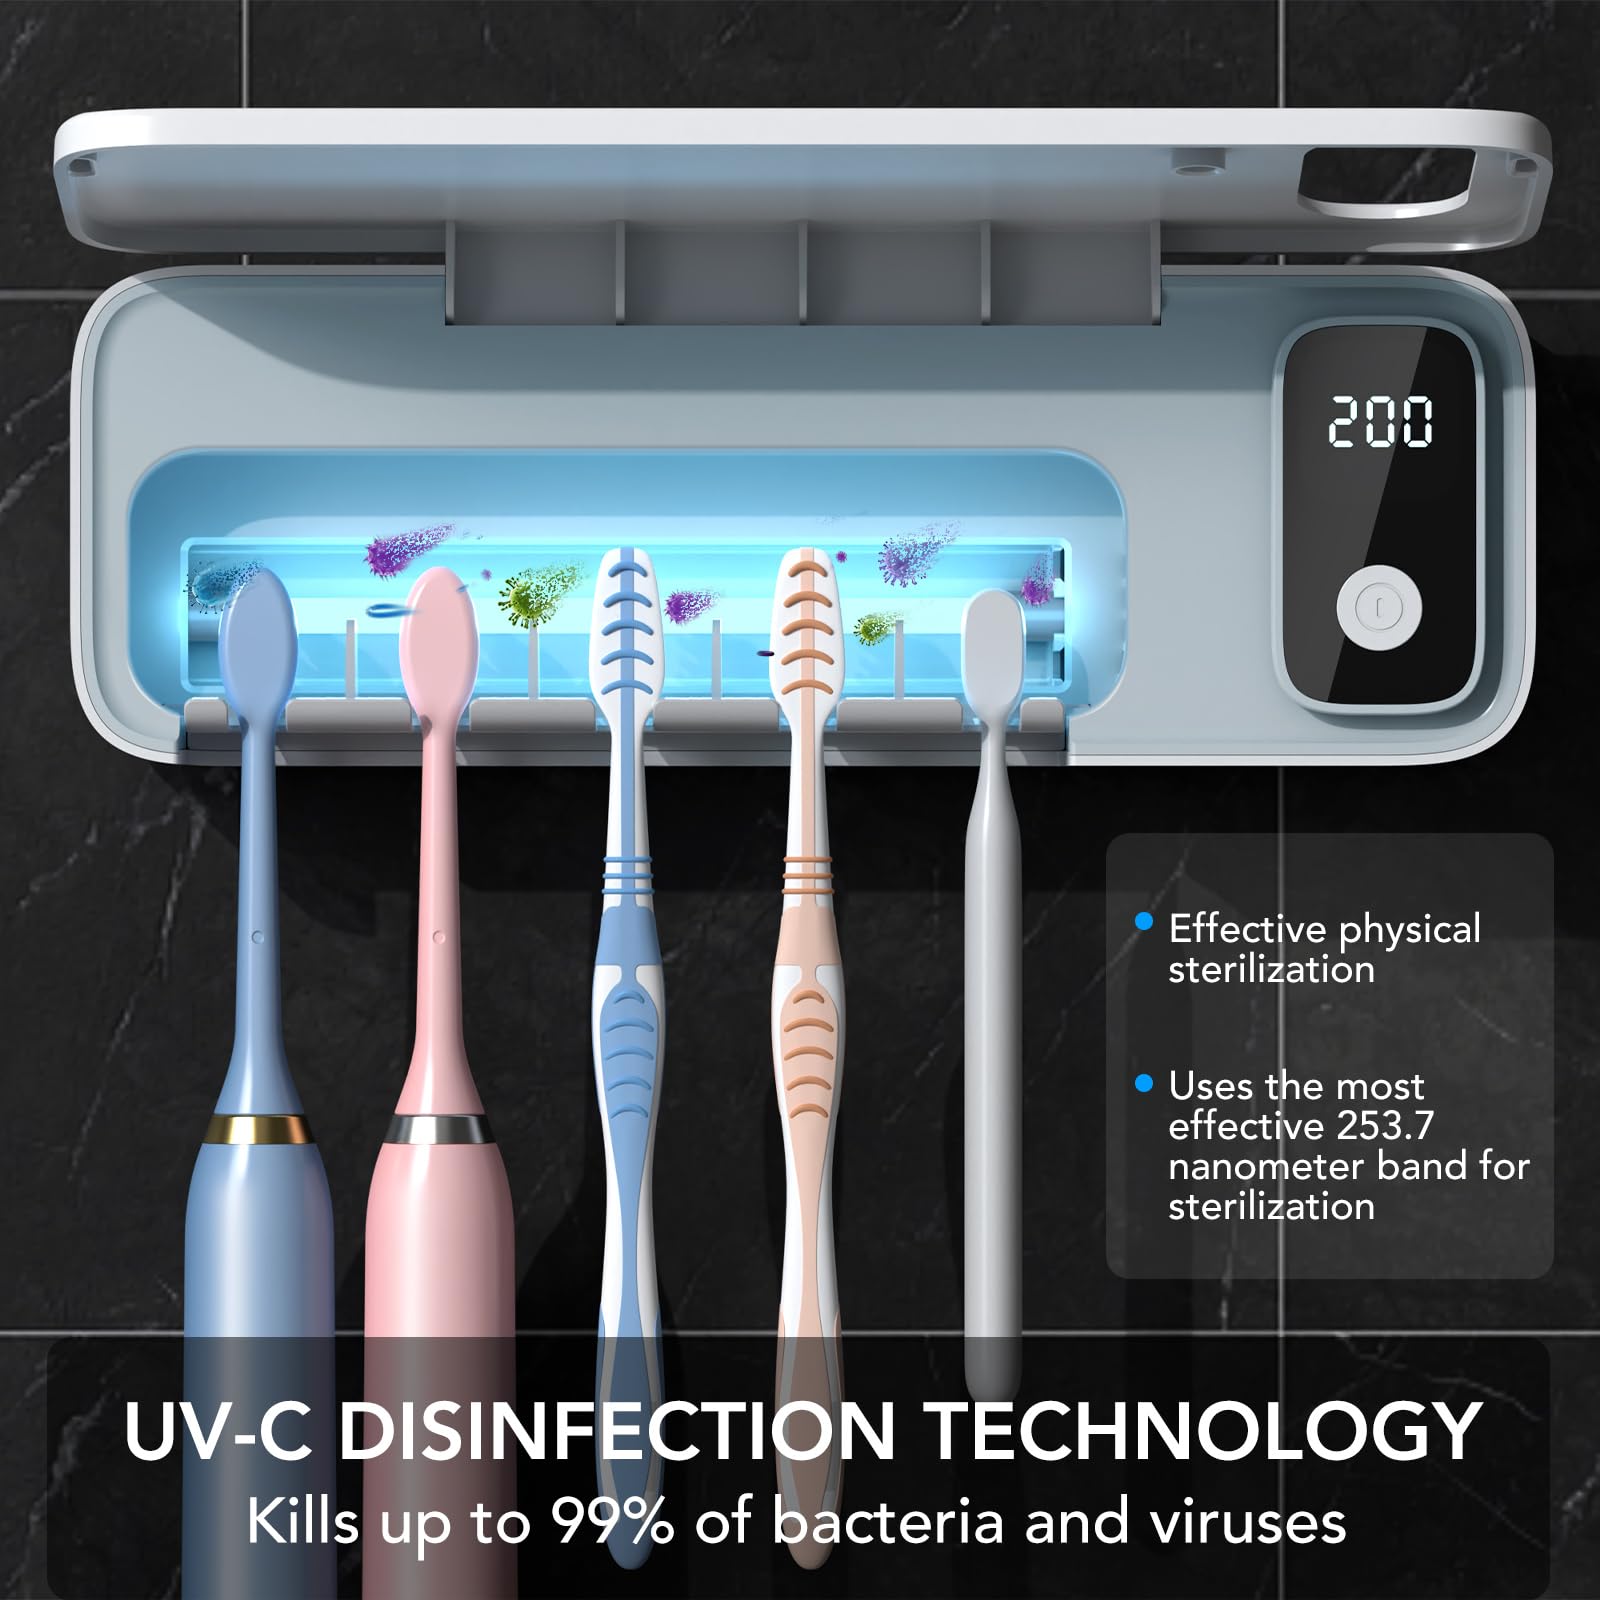 200
Effective physical
sterilization
Uses the most
effective 253.7
nanometer band for
sterilization
UV-C DISINFECTION TECHNOLOGY
Kills up to 99% of bacteria and viruses